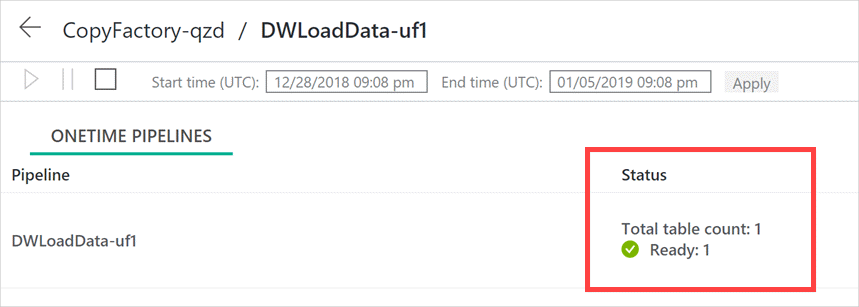 CopyFactory-qzd / DWLoadData-uf1
Start time (UTC): 12/28/2018 09:08 pm End time (UTC): 01/05/2019 09:08 pm Apply
ONETIME PIPELINES
Pipeline Status
Total table count: 1
DWLoadData-uf1
Ready: 1